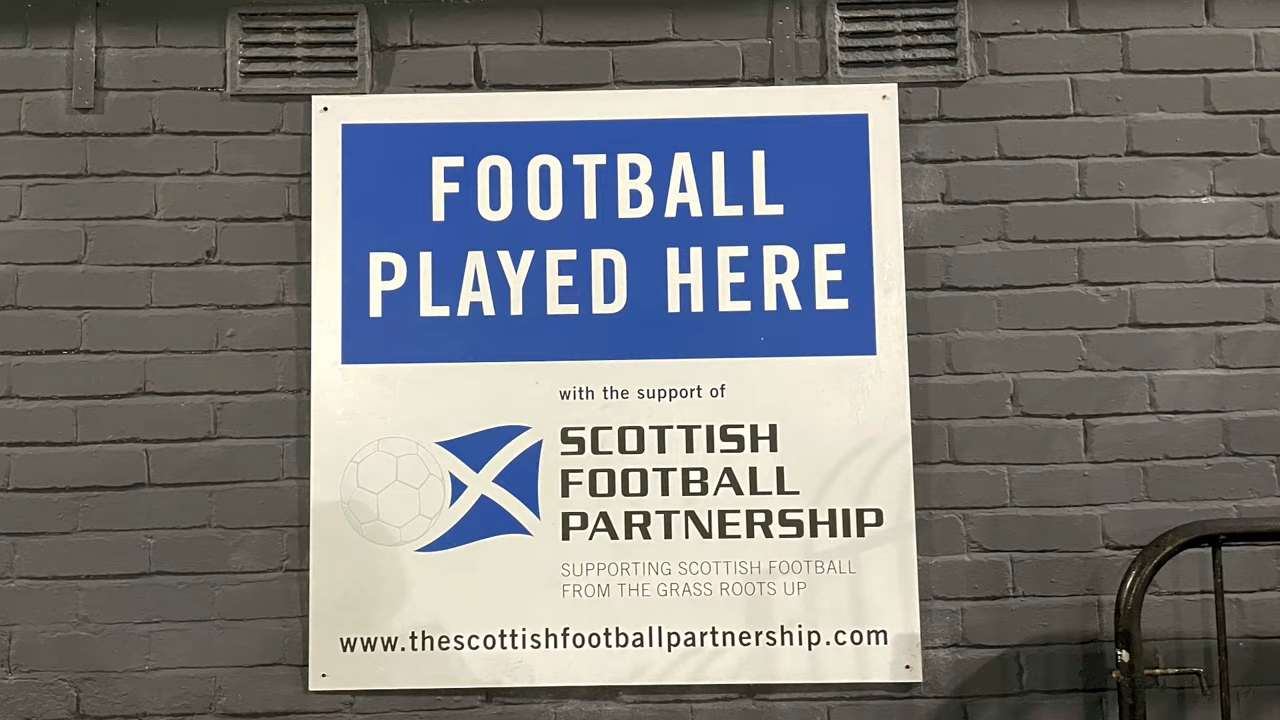 FOOTBALL
PLAYED HERE
with the support of
SCOTTISH
FOOTBALL
PARTNERSHIP
SUPPORTING SCOTTISH FOOTBALL
FROM THE GRASS ROOTS UP
www.thescottishfootballpartnership.com